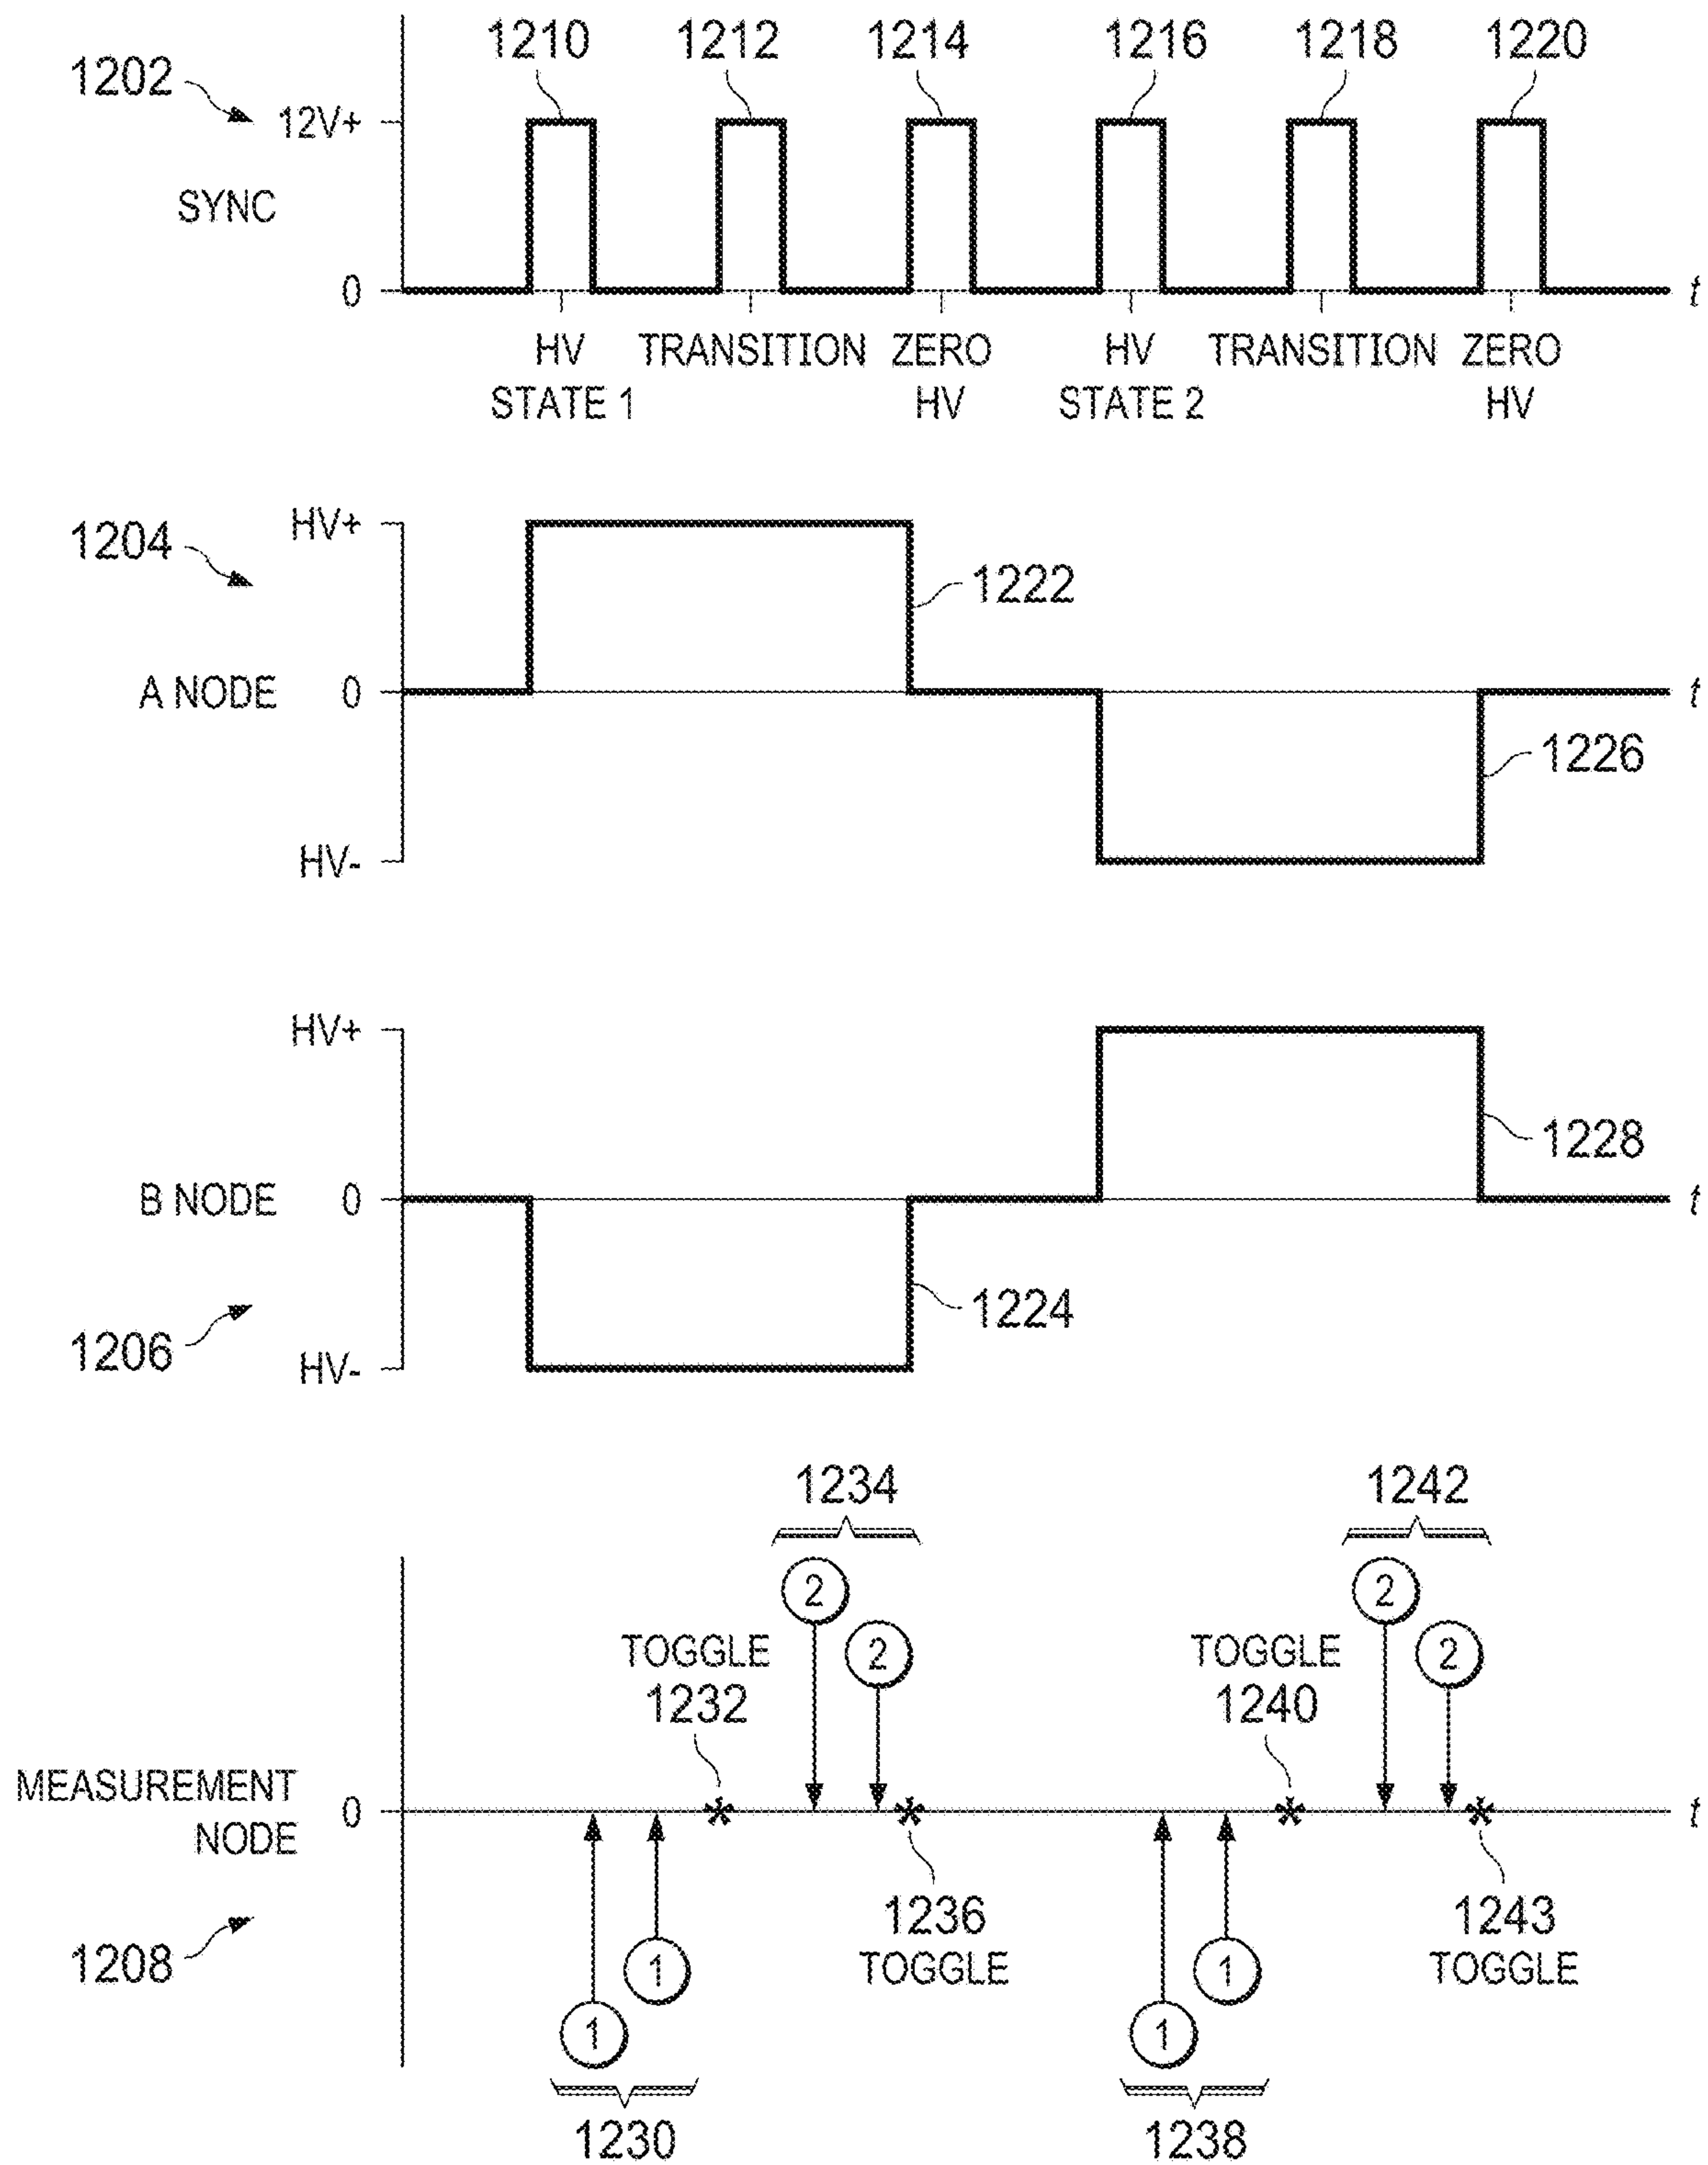 1210 1212 1214 1216 1218 1220
1202
12V+
SYNC
0
t
HV TRANSITION ZERO HV TRANSITION ZERO
STATE 1 HV STATE 2 HV
HV+
1204
1222
A NODE 0 t
1226
HV-
HV+
1228
B NODE 0 t
1224
1206
HV-
1234 1242
2 2
2 2
TOGGLE TOGGLE
1232 1240
MEASUREMENT
0 * * * * t
NODE
1236 1243
1208
1 1
TOGGLE TOGGLE
1 1
1230 1238